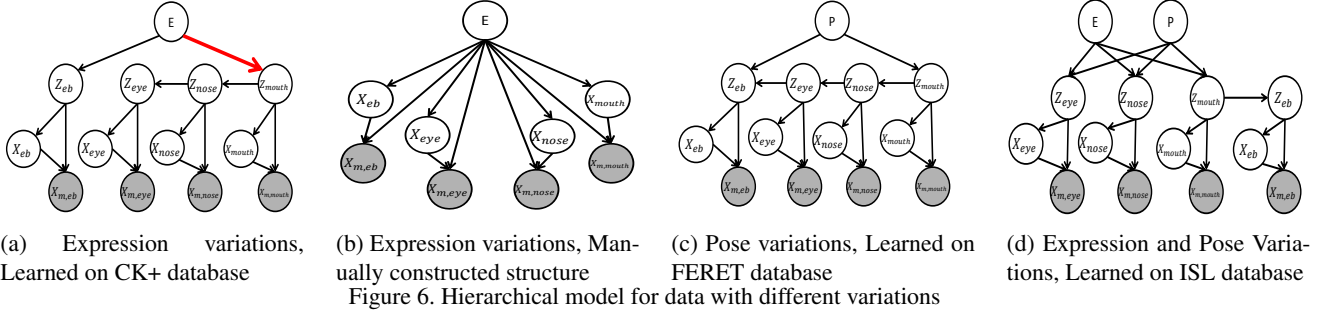 E
Z_eb Z_eye Z_nose Z_mouth
X_eb X_eye X_nose X_mouth
X_m,eb X_m,eye X_m,nose X_m,mouth
(a) Expression variations,
Learned on CK+ database
E
X_eb X_mouth
X_eye X_nose
X_m,eb X_m,mouth
X_m,eye X_m,nose
(b) Expression variations, Man-
ually constructed structure
P
Z_eb Z_eye Z_nose Z_mouth
X_eb X_eye X_nose X_mouth
X_m,eb X_m,eye X_m,nose X_m,mouth
(c) Pose variations, Learned on
FERET database
E P
Z_eye Z_nose Z_mouth Z_eb
X_eye X_nose X_mouth X_eb
X_m,eye X_m,nose X_m,mouth X_m,eb
(d) Expression and Pose Varia-
tions, Learned on ISL database
Figure 6. Hierarchical model for data with different variations